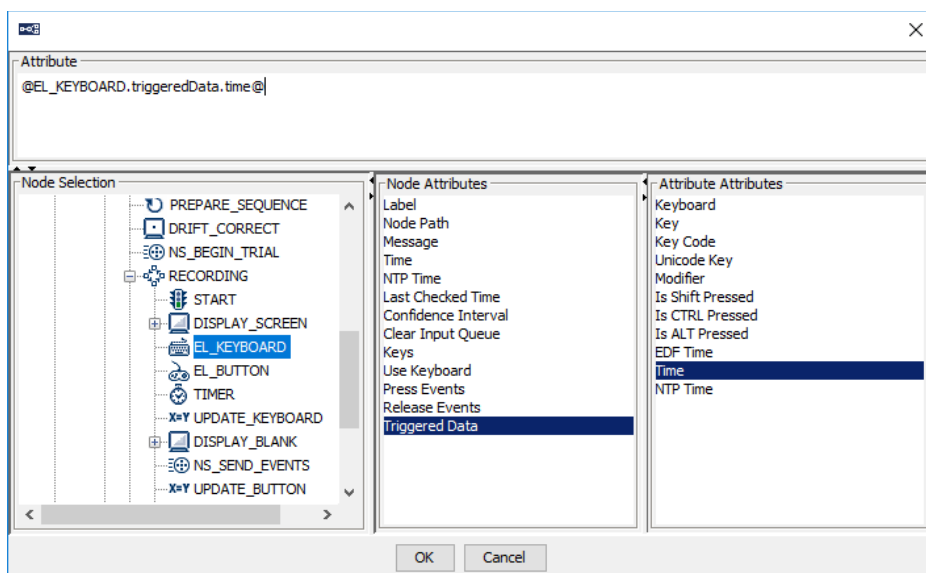 Attribute
@EL_KEYBOARD.triggeredData.time@
Node Selection
PREPARE_SEQUENCE
DRIFT_CORRECT
NS_BEGIN_TRIAL
RECORDING
START
DISPLAY_SCREEN
EL_KEYBOARD
EL_BUTTON
TIMER
X=Y UPDATE_KEYBOARD
DISPLAY_BLANK
NS_SEND_EVENTS
X=Y UPDATE_BUTTON
Node Attributes
Label
Node Path
Message
Time
NTP Time
Last Checked Time
Confidence Interval
Clear Input Queue
Keys
Use Keyboard
Press Events
Release Events
Triggered Data
Attribute Attributes
Keyboard
Key
Key Code
Unicode Key
Modifier
Is Shift Pressed
Is CTRL Pressed
Is ALT Pressed
EDF Time
Time
NTP Time
OK
Cancel